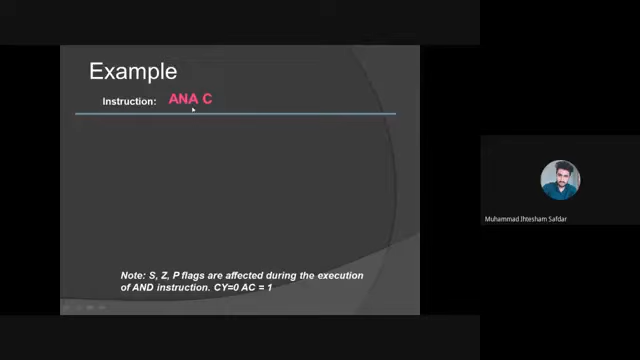 Example
Instruction: ANA C
Note: S, Z, P flags are affected during the execution
of AND instruction. CY=0 AC = 1
Muhammad Ihtesham Safdar